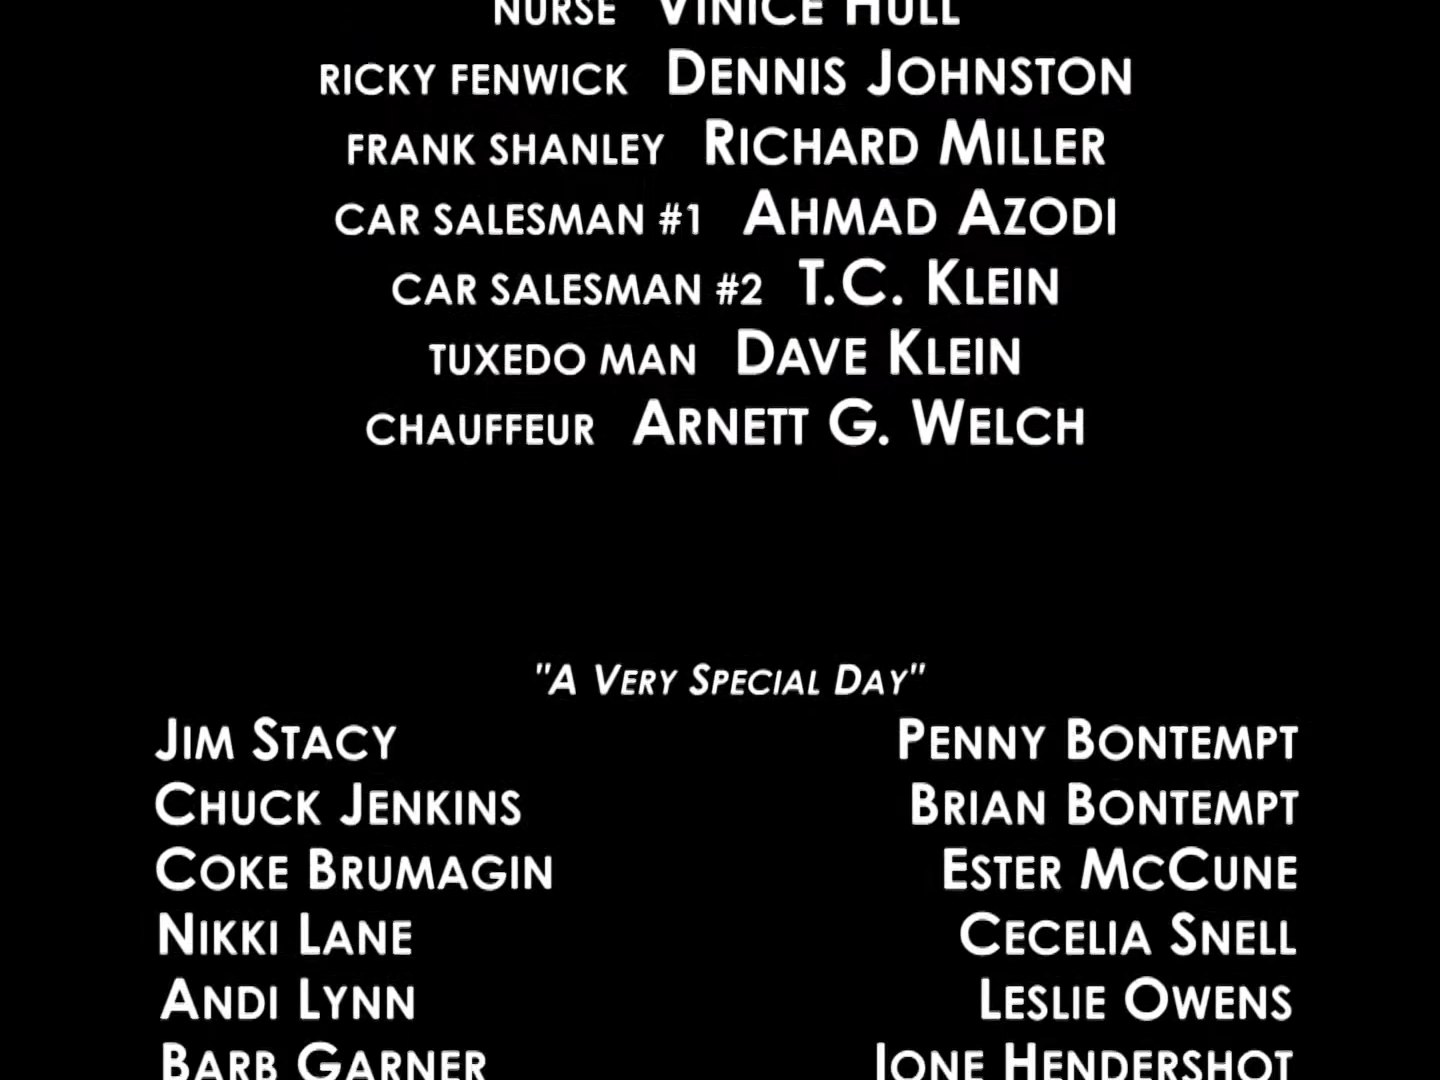 NURSE VINICE HULL
RICKY FENWICK DENNIS JOHNSTON
FRANK SHANLEY RICHARD MILLER
CAR SALESMAN #1 AHMAD AZODI
CAR SALESMAN #2 T.C. KLEIN
TUXEDO MAN DAVE KLEIN
CHAUFFEUR ARNETT G. WELCH
"A VERY SPECIAL DAY"
JIM STACY PENNY BONTEMPT
CHUCK JENKINS BRIAN BONTEMPT
COKE BRUMAGIN ESTER MCCUNE
NIKKI LANE CECELIA SNELL
ANDI LYNN LESLIE OWENS
BARB GARNER IONE HENDERSHOT